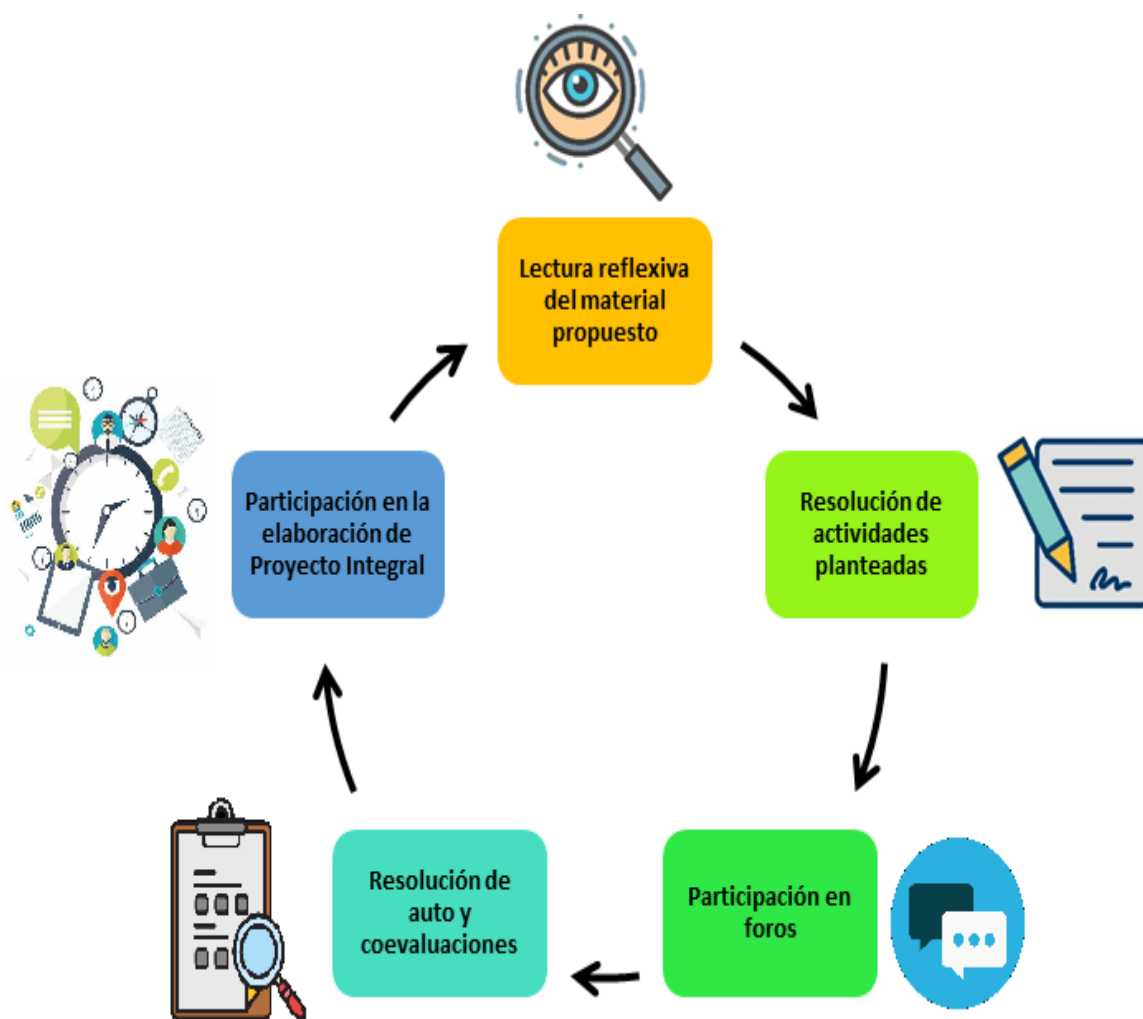 Lectura reflexiva
del material
propuesto
Resolución de
actividades
planteadas
Participación en
foros
Resolución de
auto y
coevaluaciones
Participación en la
elaboración de
Proyecto Integral